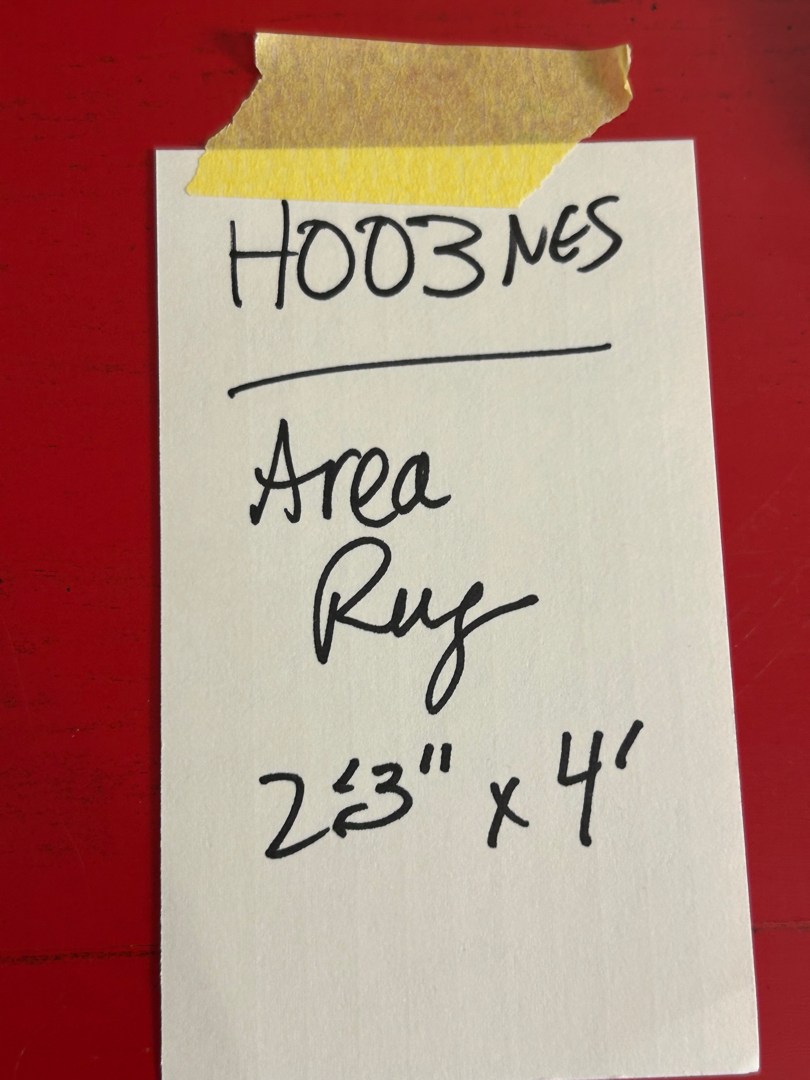 H003 NES
Area
Rug
2'3" x 4'